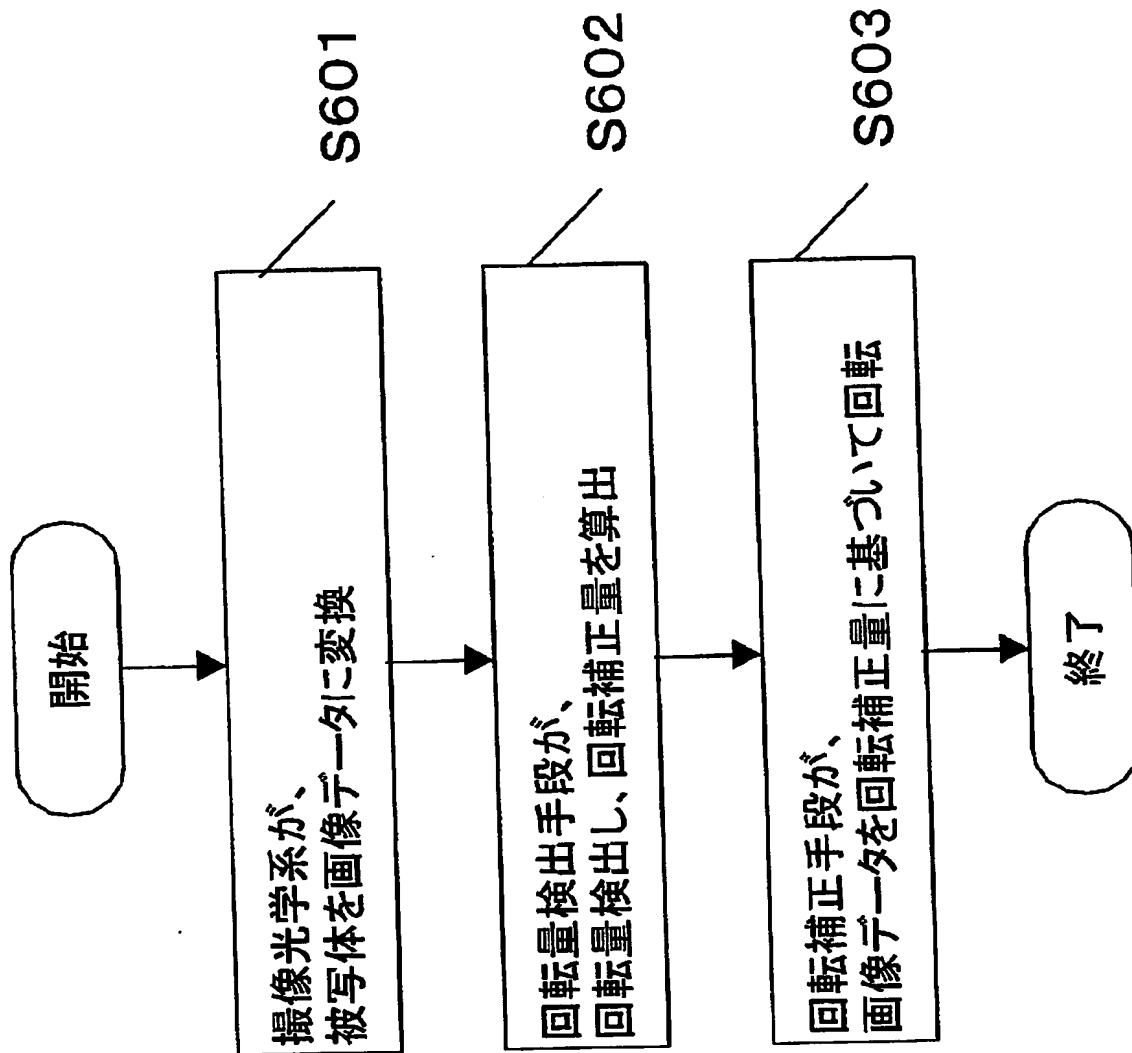 開始
撮像光学系が、
被写体を画像データに変換
S601
回転量検出手段が、
回転量検出し、回転補正量を算出
S602
回転補正手段が、
画像データを回転補正量に基づいて回転
S603
終了